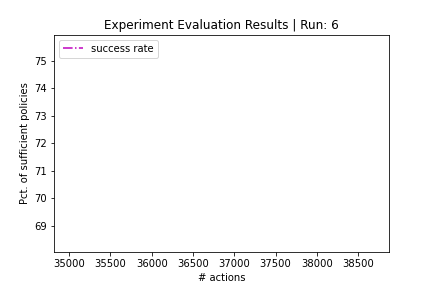 Experiment Evaluation Results | Run: 6
success rate
Pct. of sufficient policies
75
74
73
72
71
70
69
35000 35500 36000 36500 37000 37500 38000 38500
# actions